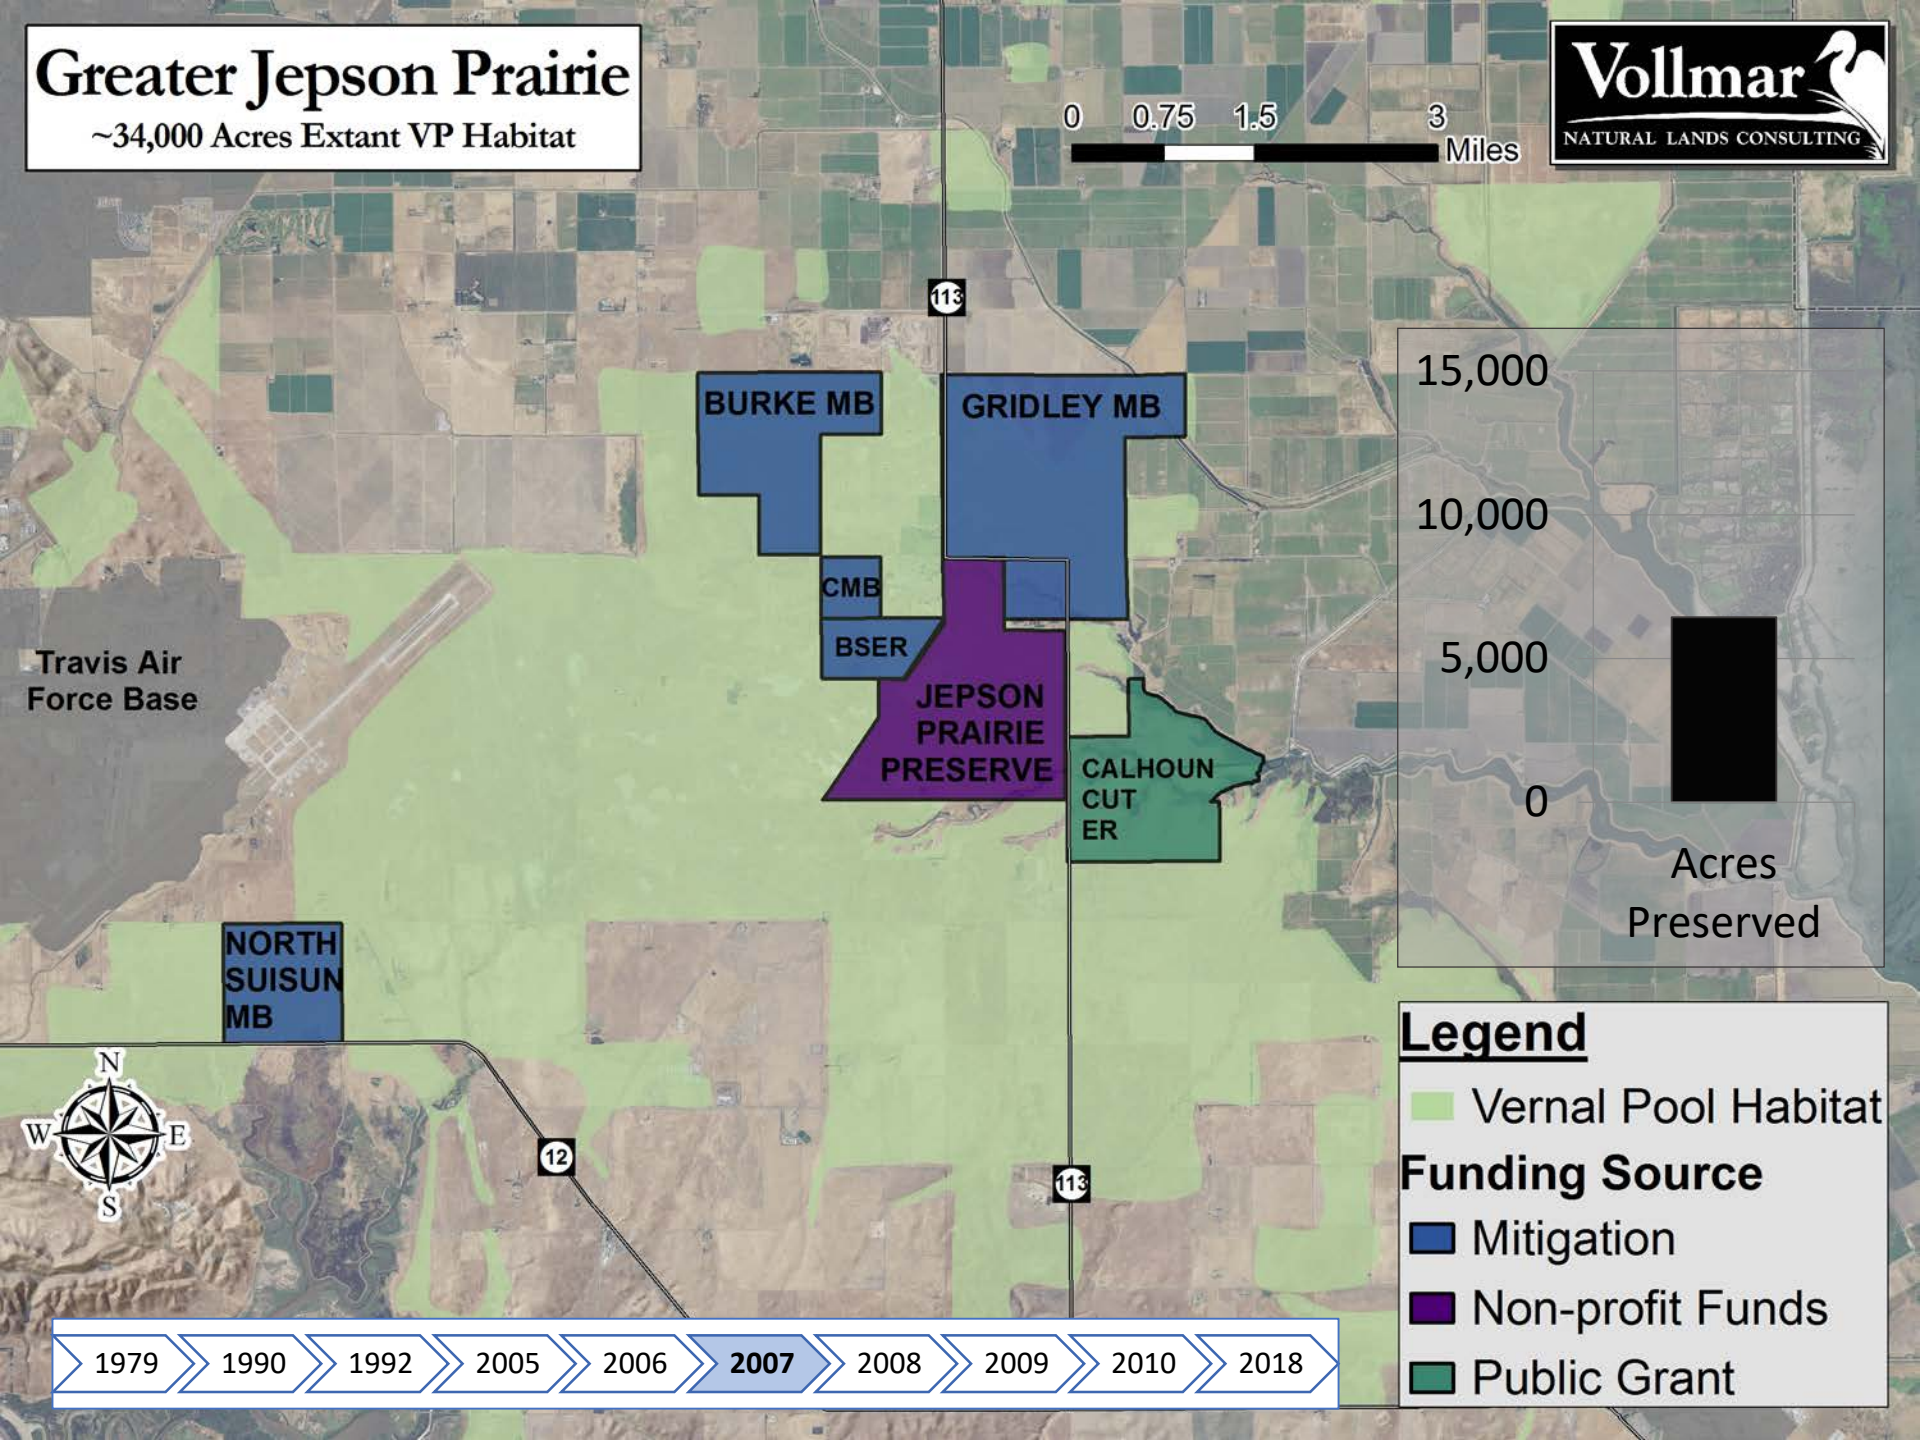 Greater Jepson Prairie
~34,000 Acres Extant VP Habitat
0 0.75 1.5 3
Miles
Vollmar
NATURAL LANDS CONSULTING
113
BURKE MB
GRIDLEY MB
CMB
BSER
JEPSON
PRAIRIE
PRESERVE
CALHOUN
CUT
ER
Travis Air
Force Base
NORTH
SUISUN
MB
15,000
10,000
5,000
0
Acres
Preserved
N
W E
S
12
113
Legend
Vernal Pool Habitat
Funding Source
Mitigation
Non-profit Funds
Public Grant
1979 1990 1992 2005 2006 2007 2008 2009 2010 2018